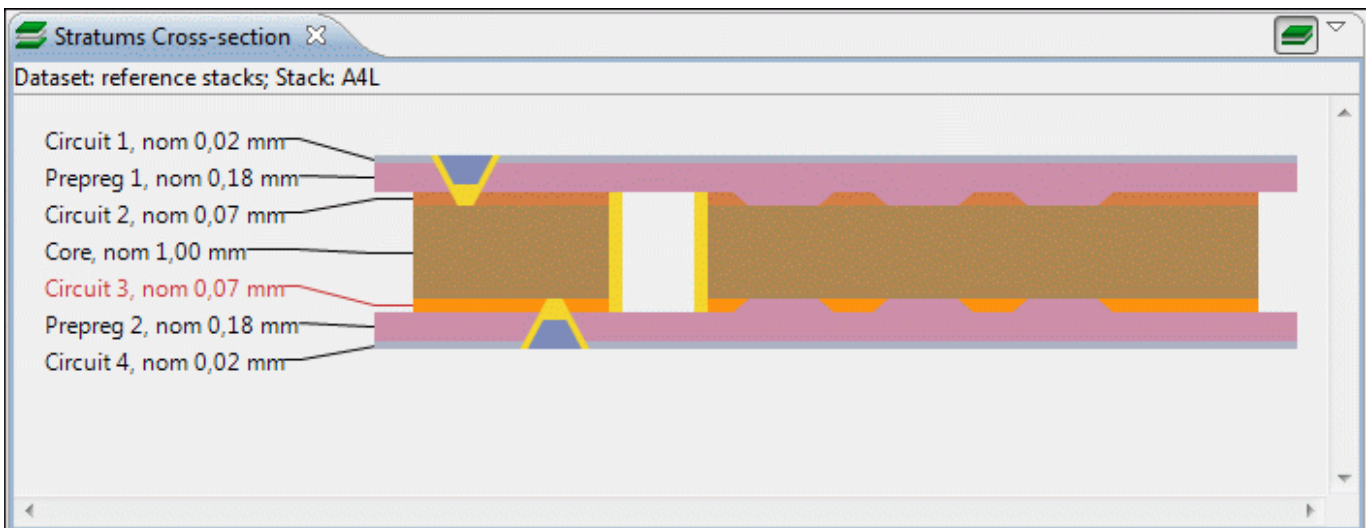 Stratums Cross-section
Dataset: reference stacks; Stack: A4L
Circuit 1, nom 0,02 mm
Prepreg 1, nom 0,18 mm
Circuit 2, nom 0,07 mm
Core, nom 1,00 mm
Circuit 3, nom 0,07 mm
Prepreg 2, nom 0,18 mm
Circuit 4, nom 0,02 mm